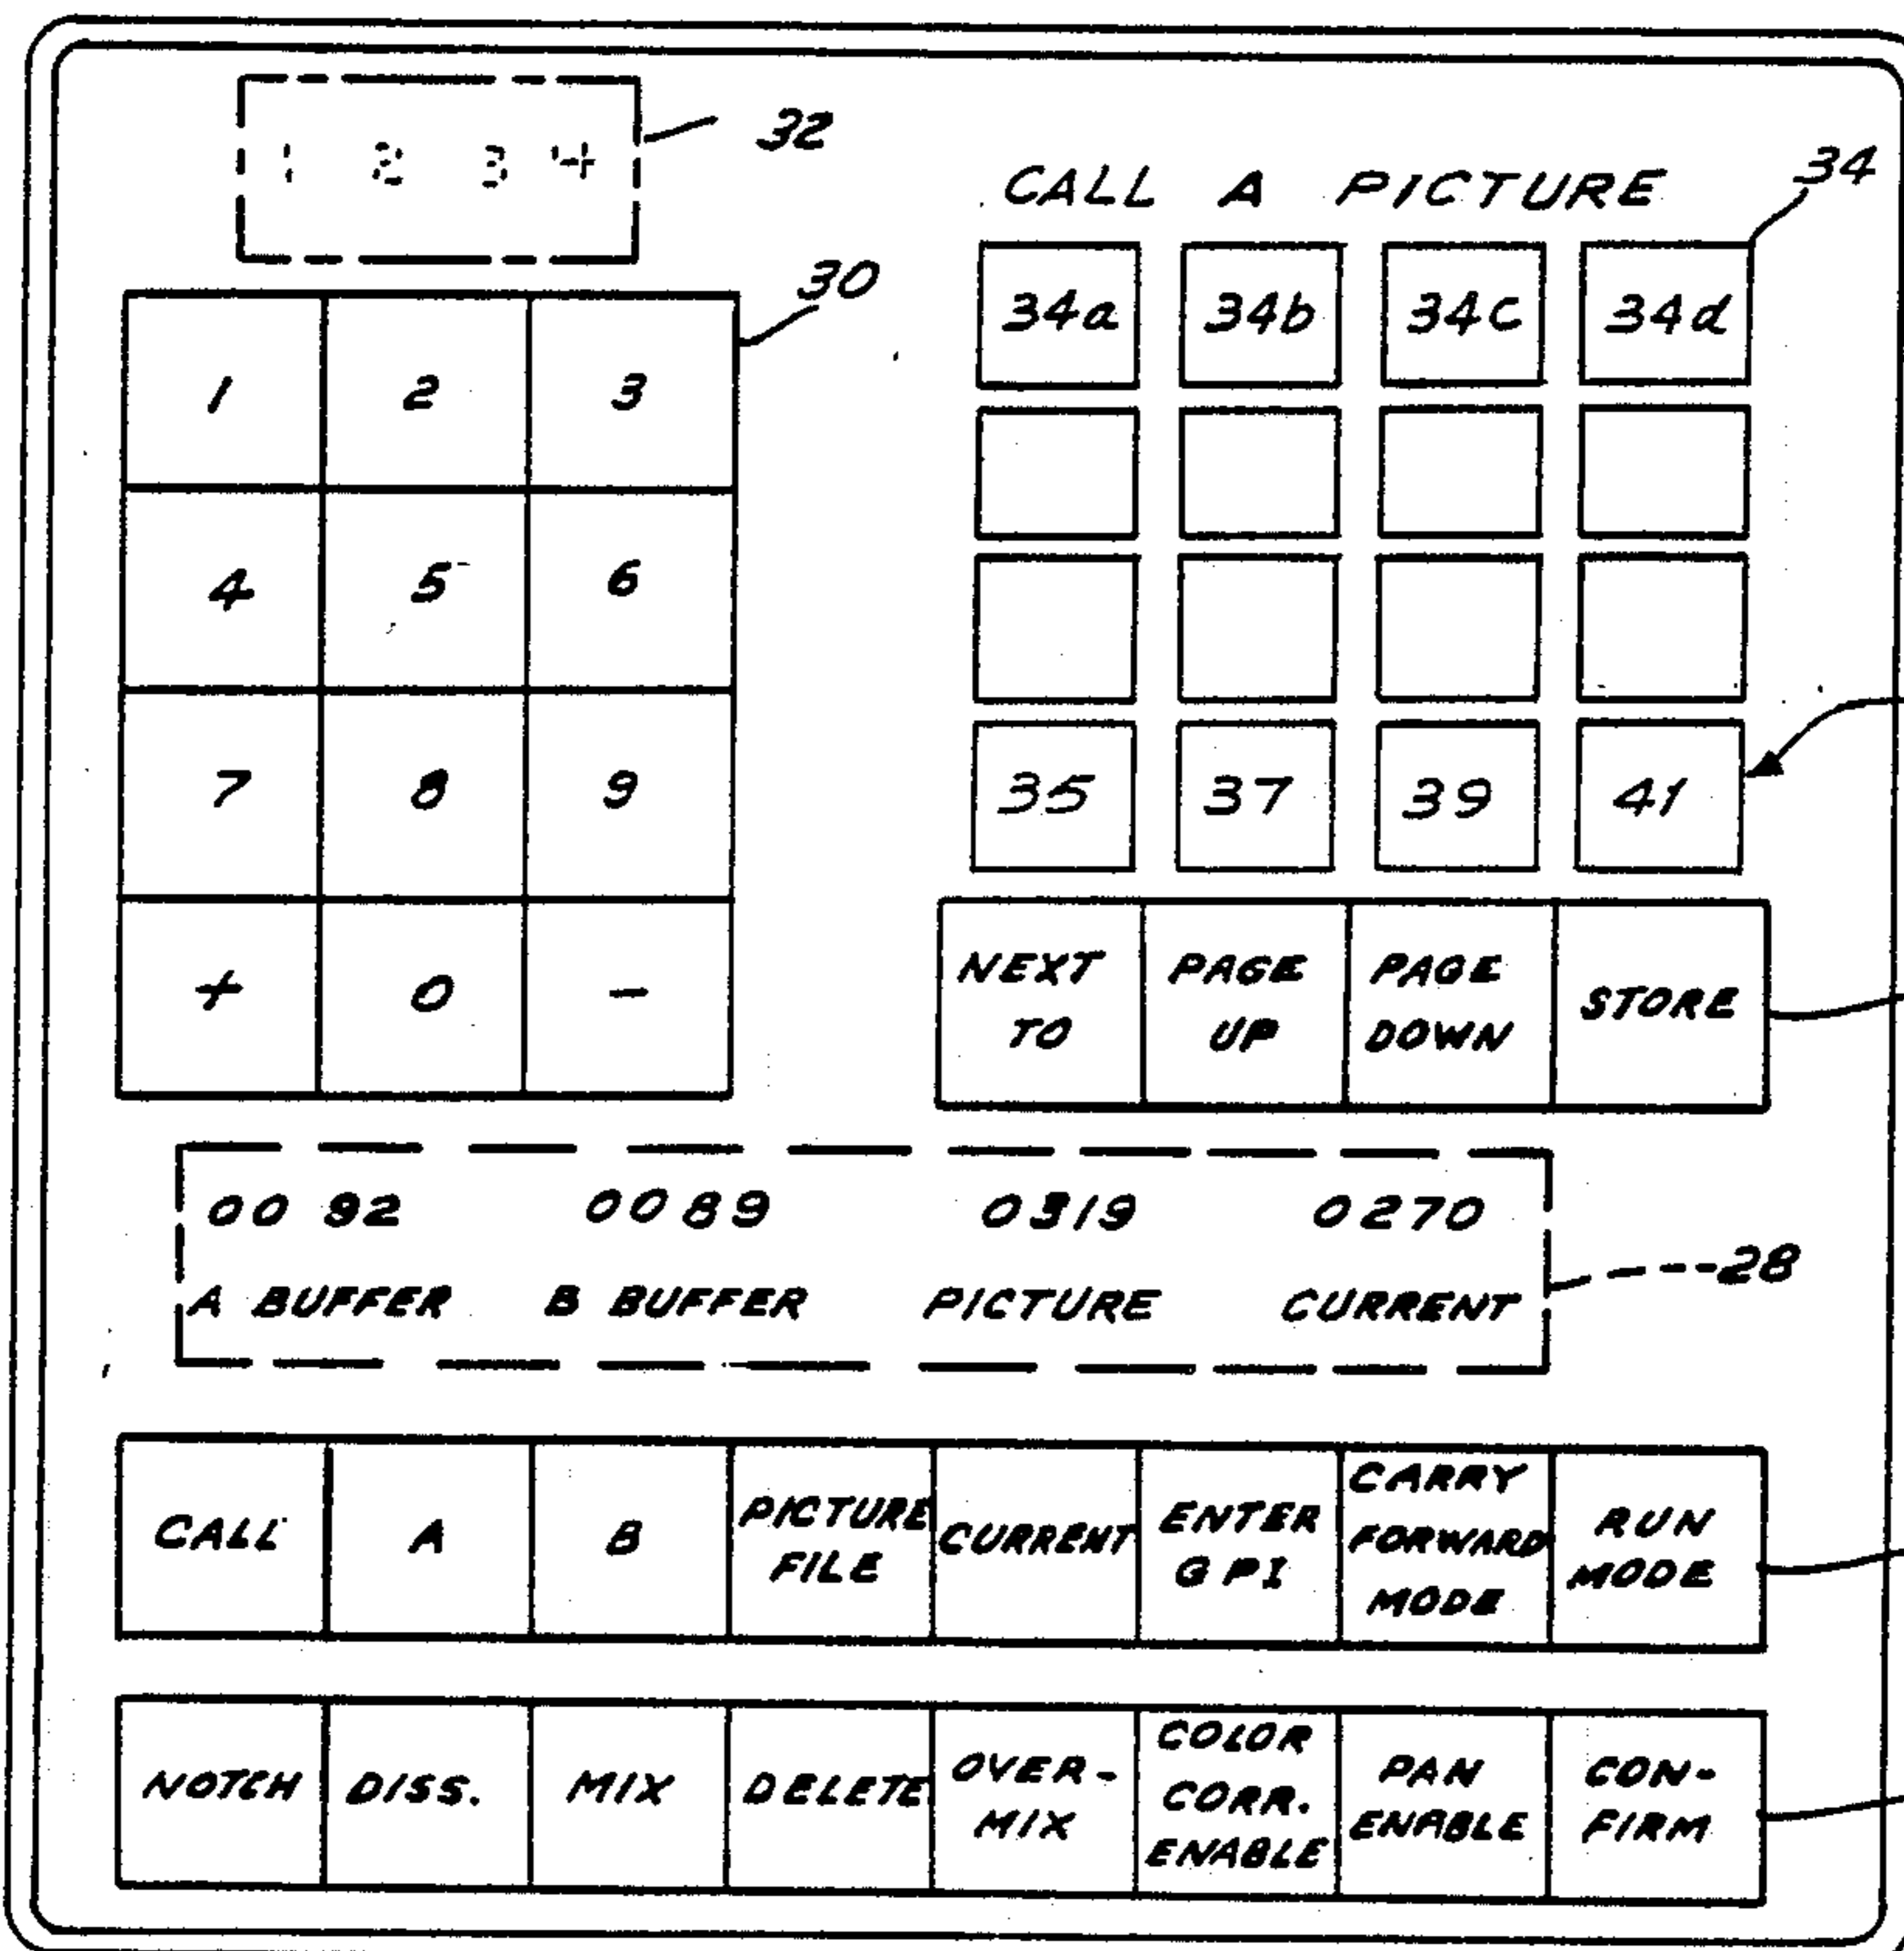 1 2 3 4
32
30
1 2 3
4 5 6
7 8 9
+ 0 -
CALL A PICTURE
34
34a 34b 34c 34d
35 37 39 41
NEXT TO
PAGE UP
PAGE DOWN
STORE
00 92 0089 0319 0270
A BUFFER B BUFFER PICTURE CURRENT
28
CALL
A
B
PICTURE
FILE
CURRENT
ENTER
GPI
CARRY
FORWARD
MODE
RUN
MODE
NOTCH
DISS.
MIX
DELETE
OVER-
MIX
COLOR
CORR.
ENABLE
PAN
ENABLE
CON-
FIRM